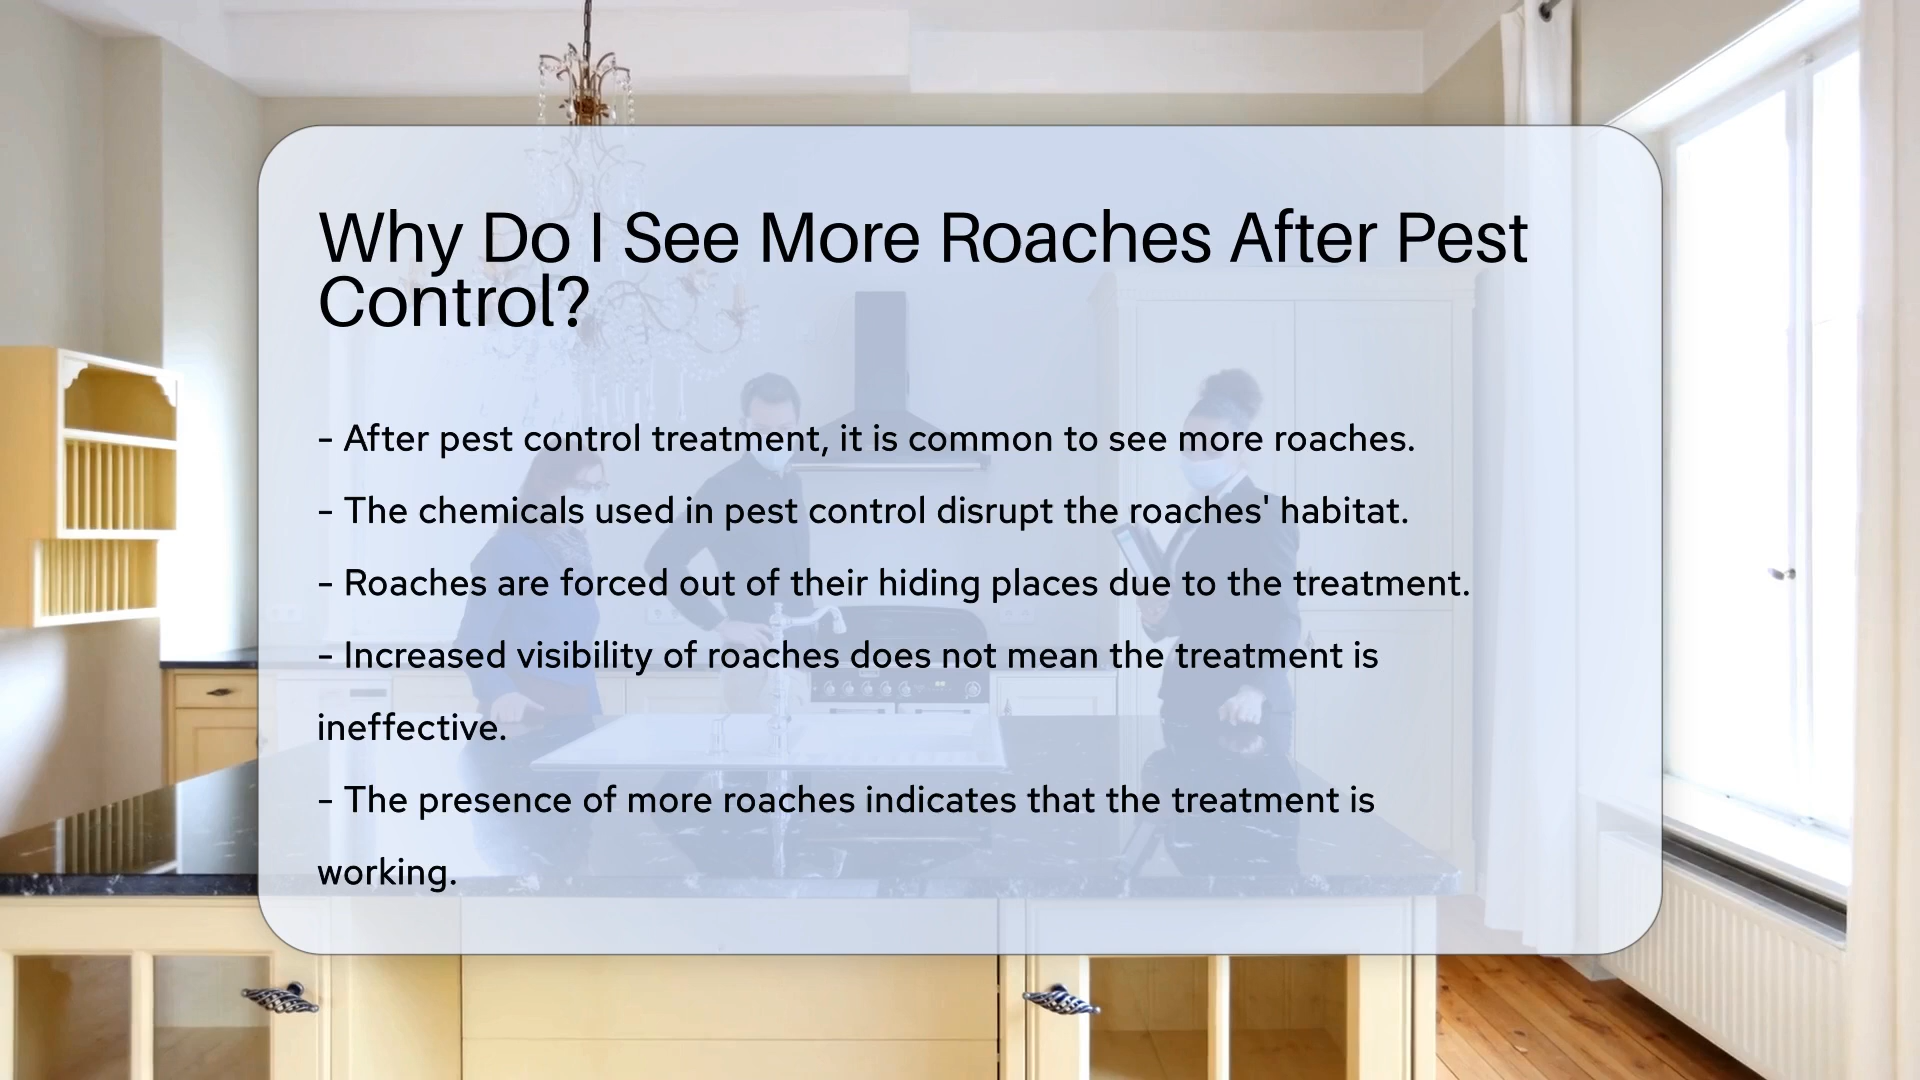 Why Do I See More Roaches After Pest
Control?
- After pest control treatment, it is common to see more roaches.
- The chemicals used in pest control disrupt the roaches' habitat.
- Roaches are forced out of their hiding places due to the treatment.
- Increased visibility of roaches does not mean the treatment is
ineffective.
- The presence of more roaches indicates that the treatment is
working.